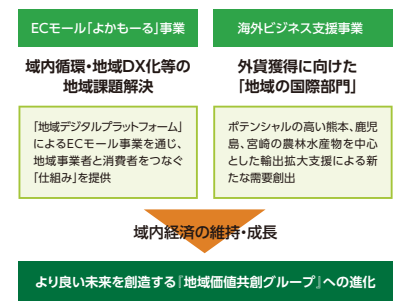 ECモール「よかもーる」事業
域内循環・地域DX化等の
地域課題解決
「地域デジタルプラットフォーム」
によるECモール事業を通じ、
地域事業者と消費者をつなぐ
「仕組み」を提供
海外ビジネス支援事業
外貨獲得に向けた
「地域の国際部門」
ポテンシャルの高い熊本、鹿児
島、宮崎の農林水産物を中心
とした輸出拡大支援による新
たな需要創出
域内経済の維持・成長
より良い未来を創造する『地域価値共創グループ』への進化